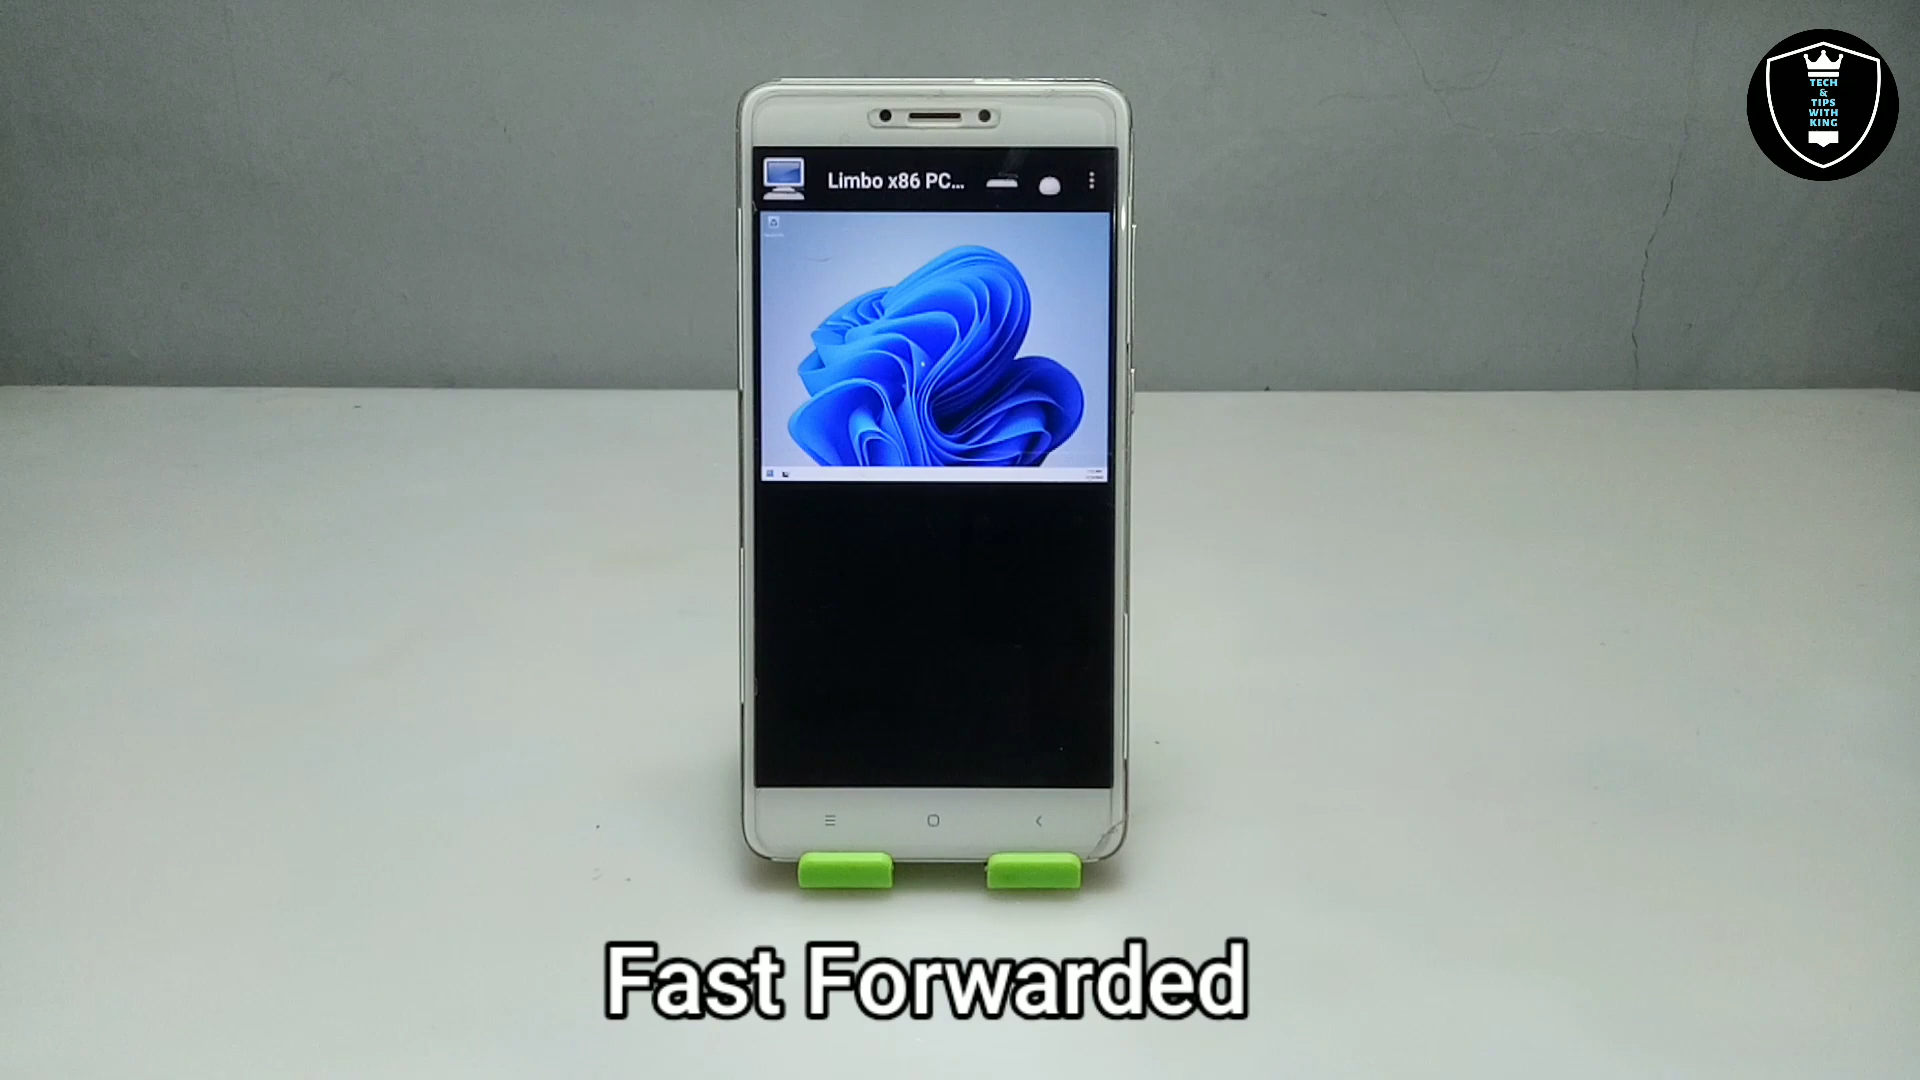 TECH
&
TIPS
WITH
KING
Limbo x86 PC...
Fast Forwarded